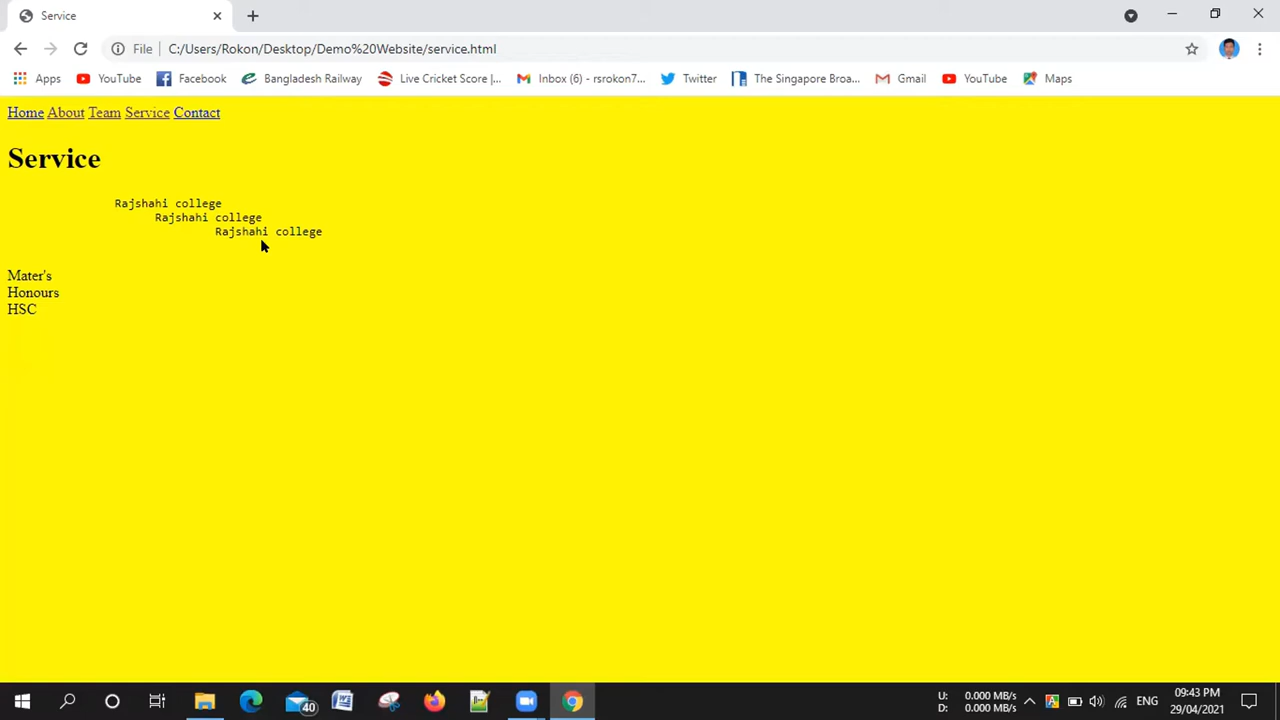 Service
File C:/Users/Rokon/Desktop/Demo%20Website/service.html
Apps YouTube Facebook Bangladesh Railway Live Cricket Score |... Inbox (6) - rsrokon7... Twitter The Singapore Broa... Gmail YouTube Maps
Home About Team Service Contact
Service
Rajshahi college
Rajshahi college
Rajshahi college
Mater's
Honours
HSC
40
U: 0.000 MB/s
D: 0.000 MB/s
ENG
09:43 PM
29/04/2021